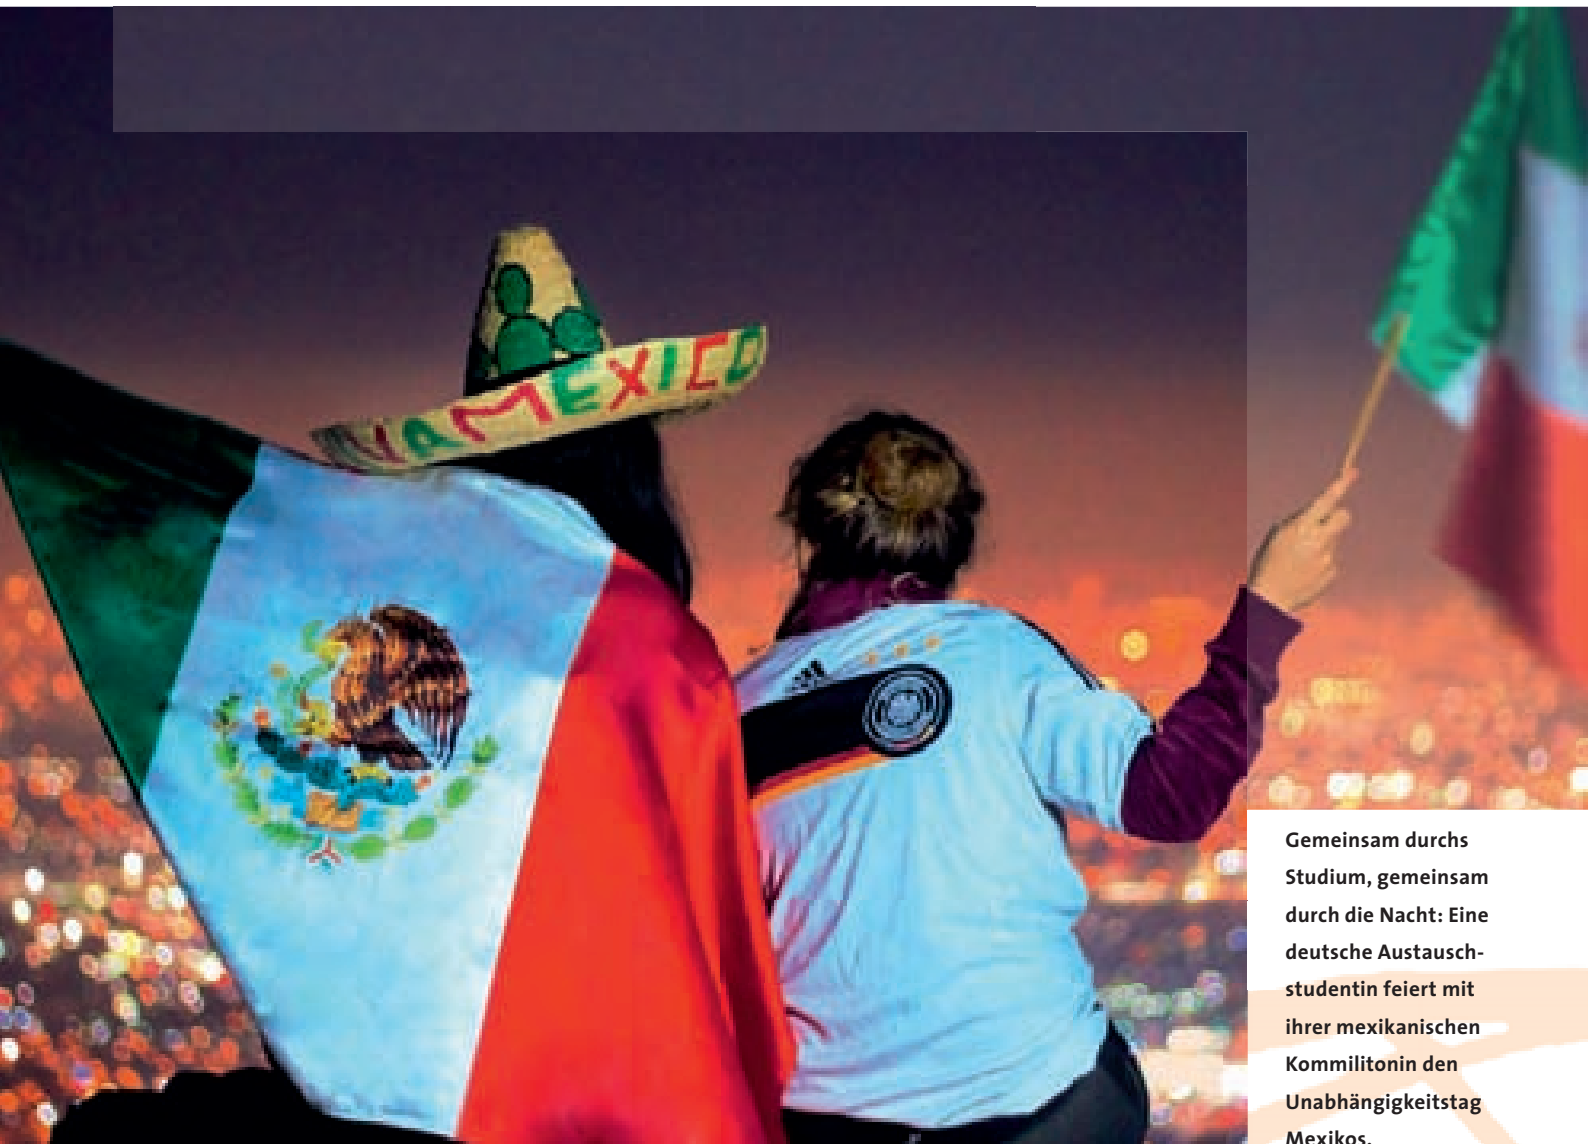 VAMEXICO
Gemeinsam durchs
Studium, gemeinsam
durch die Nacht: Eine
deutsche Austausch-
studentin feiert mit
ihrer mexikanischen
Kommilitonin den
Unabhängigkeitstag
Mexikos.